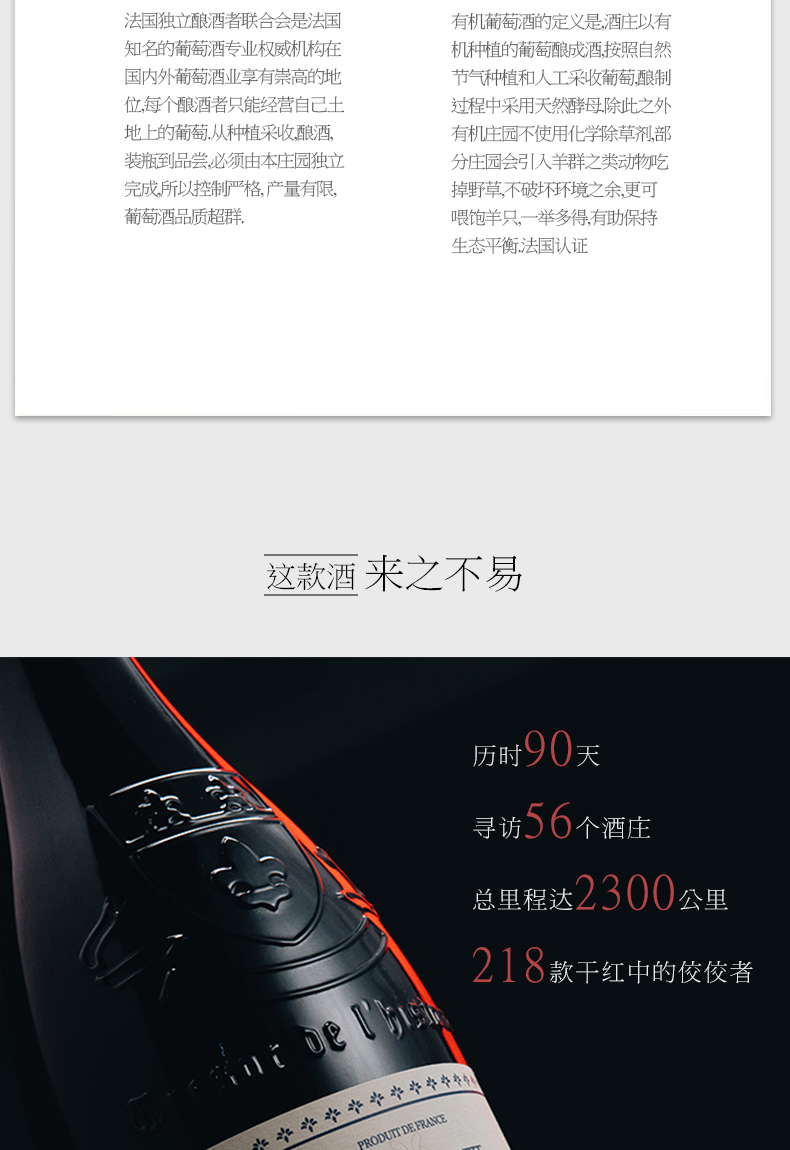 法国独立酿酒者联合会是法国
知名的葡萄酒专业权威机构在
国内外葡萄酒业享有崇高的地
位,每个酿酒者只能经营自己土
地上的葡萄.从种植采收,酿酒,
装瓶到品尝,必须由本庄园独立
完成,所以控制严格, 产量有限,
葡萄酒品质超群.
有机葡萄酒的定义是,酒庄以有
机种植的葡萄酿成酒,按照自然
节气种植和人工采收葡萄,酿制
过程中采用天然酵母.除此之外
有机庄园不使用化学除草剂,部
分庄园会引入羊群之类动物吃
掉野草,不破坏环境之余,更可
喂饱羊只,一举多得,有助保持
生态平衡.法国认证
这款酒 来之不易
历时90天
寻访56个酒庄
总里程达2300公里
218款干红中的佼佼者
de l'
PRODUIT DE FRANCE